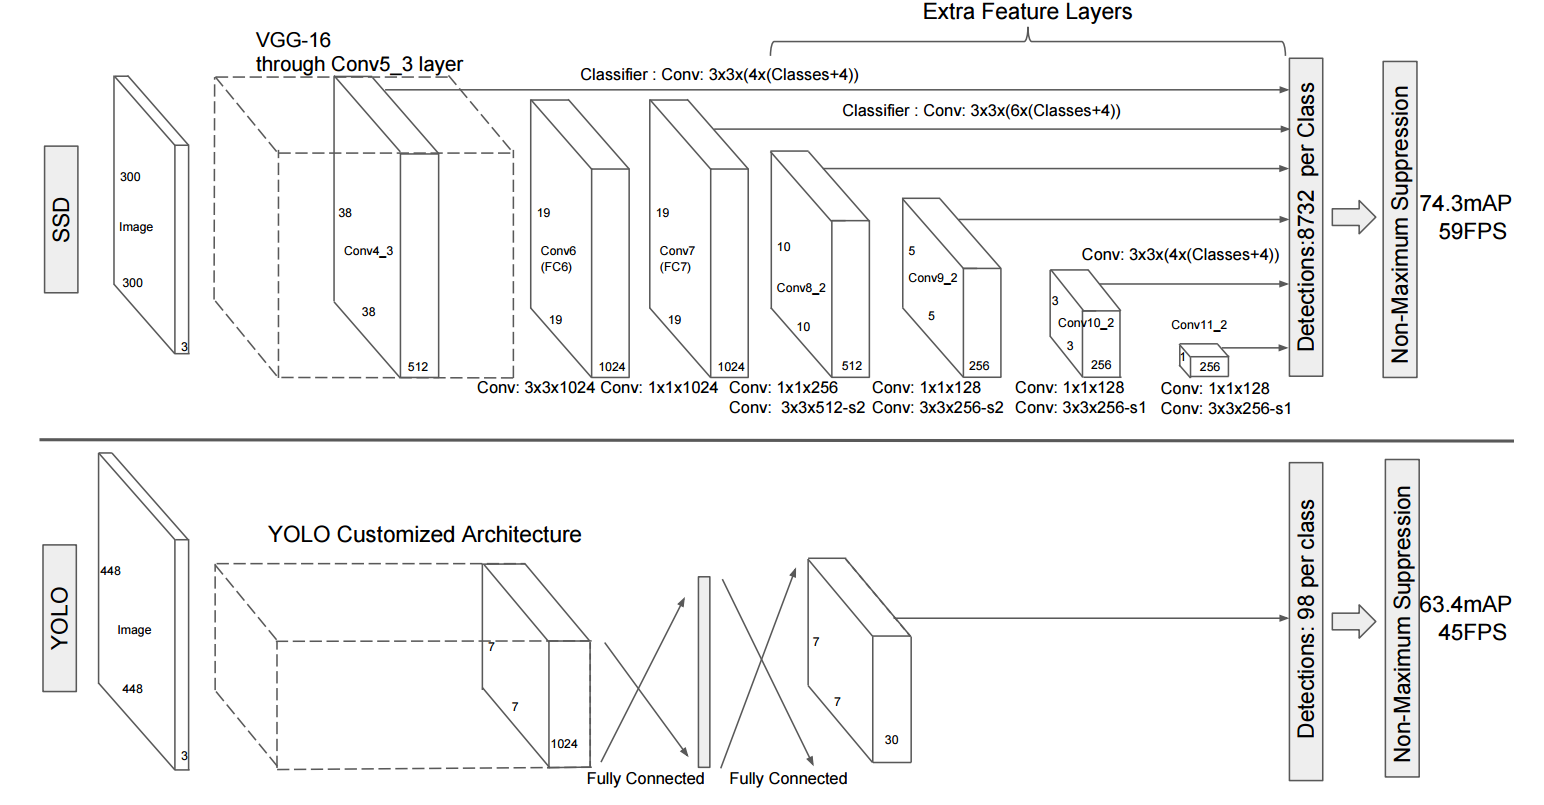 Extra Feature Layers
VGG-16
through Conv5_3 layer
Classifier : Conv: 3x3x(4x(Classes+4))
Classifier : Conv: 3x3x(6x(Classes+4))
SSD
300
Image
300
3
38
Conv4_3
38
512
19
Conv6
(FC6)
19
1024
19
Conv7
(FC7)
19
1024
10
Conv8_2
10
512
5
Conv9_2
5
256
Conv: 3x3x(4x(Classes+4))
3
Conv10_2
3
256
Conv11_2
1
256
Conv: 3x3x1024
Conv: 1x1x1024
Conv: 1x1x256
Conv: 3x3x512-s2
Conv: 1x1x128
Conv: 3x3x256-s2
Conv: 1x1x128
Conv: 3x3x256-s1
Conv: 1x1x128
Conv: 3x3x256-s1
Detections:8732 per Class
Non-Maximum Suppression
74.3mAP
59FPS
YOLO
448
Image
448
3
YOLO Customized Architecture
7
7
1024
Fully Connected
Fully Connected
7
7
30
Detections: 98 per class
Non-Maximum Suppression
63.4mAP
45FPS